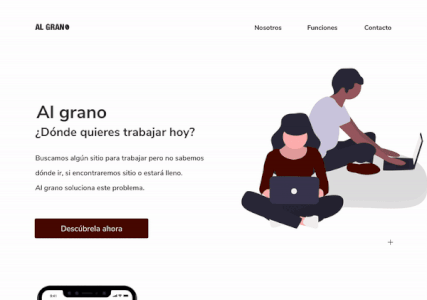 AL GRANO
Nosotros Funciones Contacto
Al grano
¿Dónde quieres trabajar hoy?
Buscamos algún sitio para trabajar pero no sabemos
dónde ir, si encontraremos sitio o estará lleno.
Al grano soluciona este problema.
Descúbrela ahora